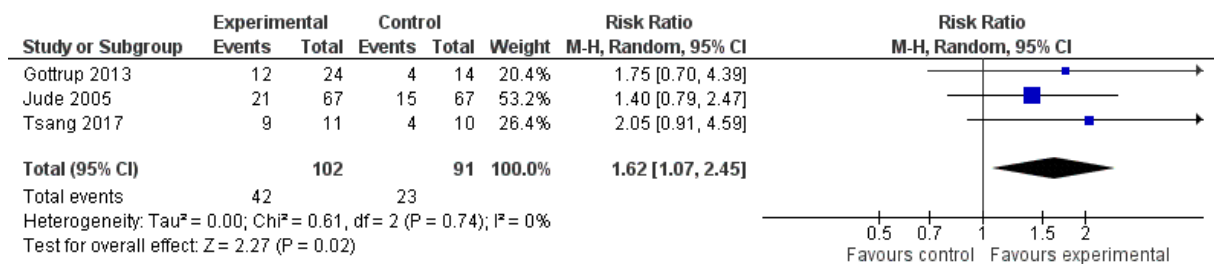 Experimental Control Risk Ratio Risk Ratio
Study or Subgroup Events Total Events Total Weight M-H, Random, 95% CI M-H, Random, 95% CI
Gottrup 2013 12 24 4 14 20.4% 1.75 [0.70, 4.39]
Jude 2005 21 67 15 67 53.2% 1.40 [0.79, 2.47]
Tsang 2017 9 11 4 10 26.4% 2.05 [0.91, 4.59]
Total (95% CI) 102 91 100.0% 1.62 [1.07, 2.45]
Total events 42 23
Heterogeneity: Tau² = 0.00; Chi² = 0.61, df = 2 (P = 0.74); I² = 0%
Test for overall effect: Z = 2.27 (P = 0.02)
0.5 0.7 1 1.5 2
Favours control Favours experimental